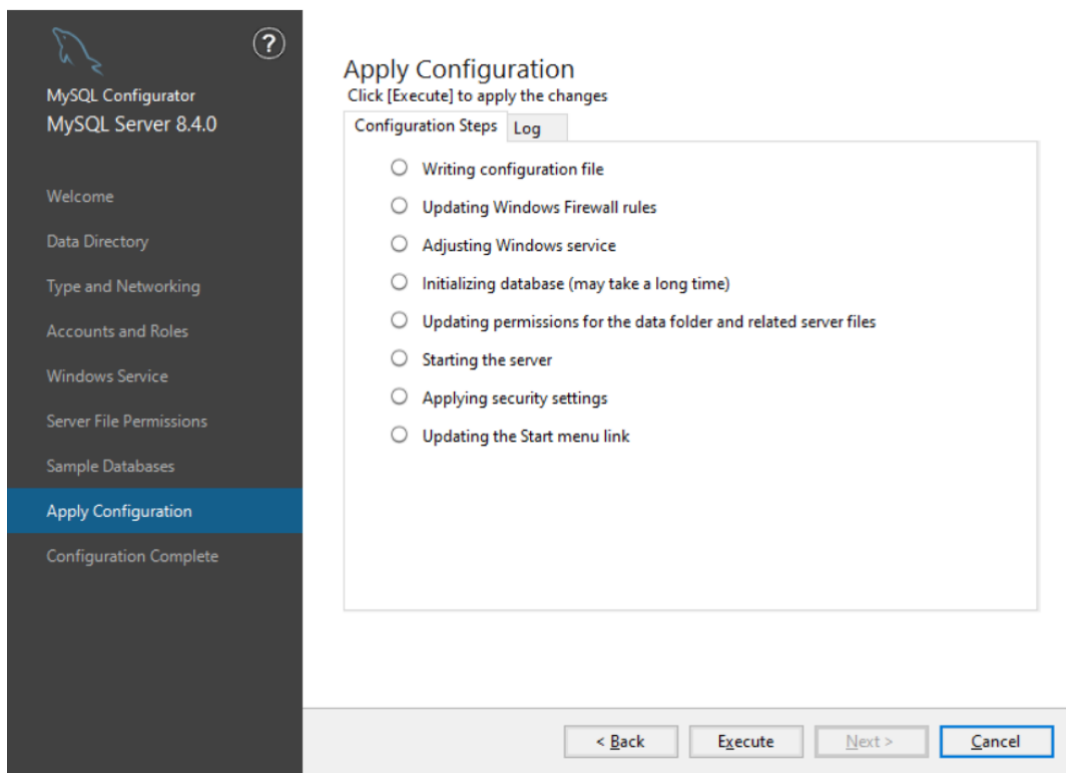 ?
MySQL Configurator
MySQL Server 8.4.0
Welcome
Data Directory
Type and Networking
Accounts and Roles
Windows Service
Server File Permissions
Sample Databases
Apply Configuration
Configuration Complete
Apply Configuration
Click [Execute] to apply the changes
Configuration Steps Log
Writing configuration file
Updating Windows Firewall rules
Adjusting Windows service
Initializing database (may take a long time)
Updating permissions for the data folder and related server files
Starting the server
Applying security settings
Updating the Start menu link
< Back Execute Next > Cancel